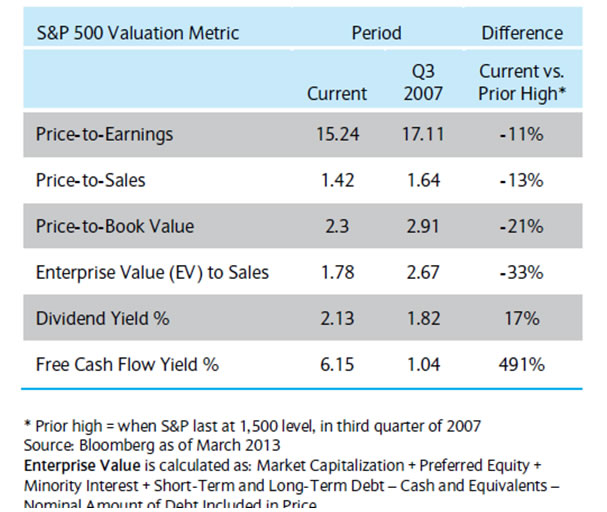 S&P 500 Valuation Metric Period Difference
Current Q3 2007 Current vs. Prior High*
Price-to-Earnings 15.24 17.11 -11%
Price-to-Sales 1.42 1.64 -13%
Price-to-Book Value 2.3 2.91 -21%
Enterprise Value (EV) to Sales 1.78 2.67 -33%
Dividend Yield % 2.13 1.82 17%
Free Cash Flow Yield % 6.15 1.04 491%
* Prior high = when S&P last at 1,500 level, in third quarter of 2007
Source: Bloomberg as of March 2013
Enterprise Value is calculated as: Market Capitalization + Preferred Equity +
Minority Interest + Short-Term and Long-Term Debt – Cash and Equivalents –
Nominal Amount of Debt Included in Price